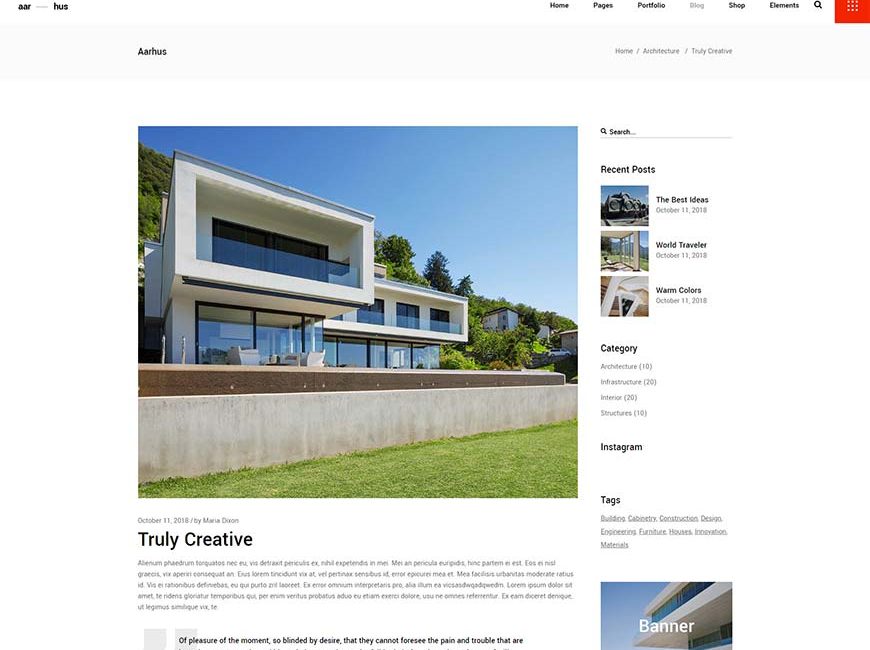 aar — hus
Home Pages Portfolio Blog Shop Elements
Aarhus
Home / Architecture / Truly Creative
Search...
Recent Posts
The Best Ideas
October 11, 2018
World Traveler
October 11, 2018
Warm Colors
October 11, 2018
Category
Architecture (10)
Infrastructure (20)
Interior (20)
Structures (10)
Instagram
Tags
Building, Cabinetry, Construction, Design,
Engineering, Furniture, Houses, Innovation,
Materials
Banner
October 11, 2018 / by Maria Dixon
Truly Creative
Alienum phaedrum torquatos nec eu, vis detraxit periculis ex, nihil expetendis in mei. Mei an pericula euripidis, hinc partem ei est. Eos ei nisl
graecis, vix aperiri consequat an. Eius lorem tincidunt vix at, vel pertinax sensibus id, error epicurei mea et. Mea facilisis urbanitas moderatie ratius
id. Vis ei rationibus definiebas, eu qui purto zril laoreet. Ex error omnium interpretaris pro, alia illum ea vicsasdwqadqwedm. Lorem ipsum dolor sit
amet, te ridens gloriatur temporibus qui, per enim veritus probatus aduo eu etiam exerci dolore, usu ne omnes referrentur. Ex eam diceret denique,
ut legimus similique vix, te.
Of pleasure of the moment, so blinded by desire, that they cannot foresee the pain and trouble that are